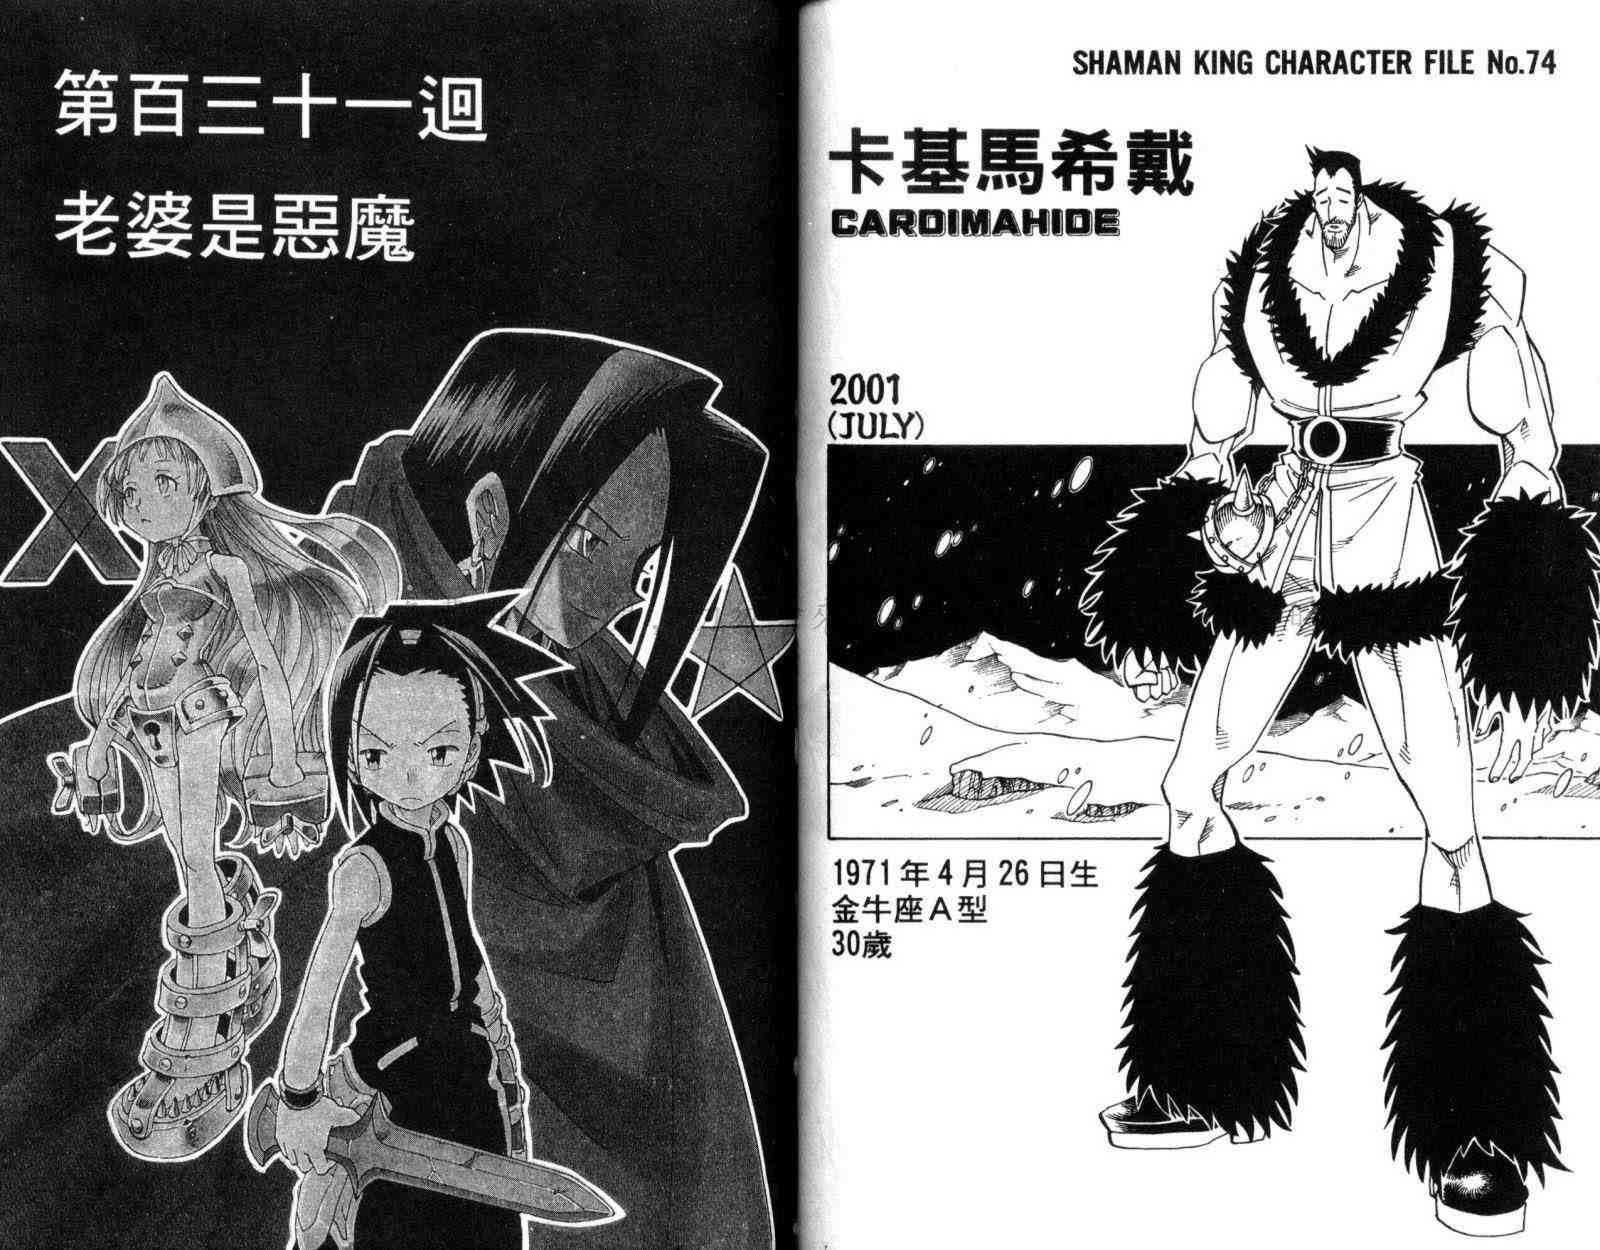 SHAMAN KING CHARACTER FILE No.74
卡基馬希戴
CARDIMAHIDE
2001
(JULY)
1971年4月26日生
金牛座A型
30歲
第百三十一迴
老婆是惡魔
X